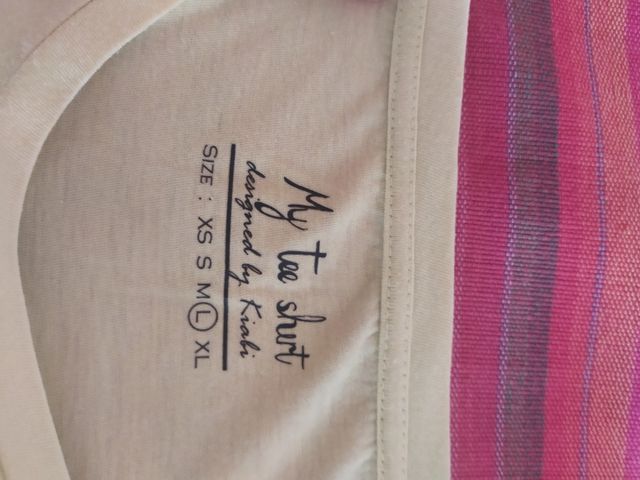 My tee shirt
designed by Kiabi
SIZE : XS S M L XL